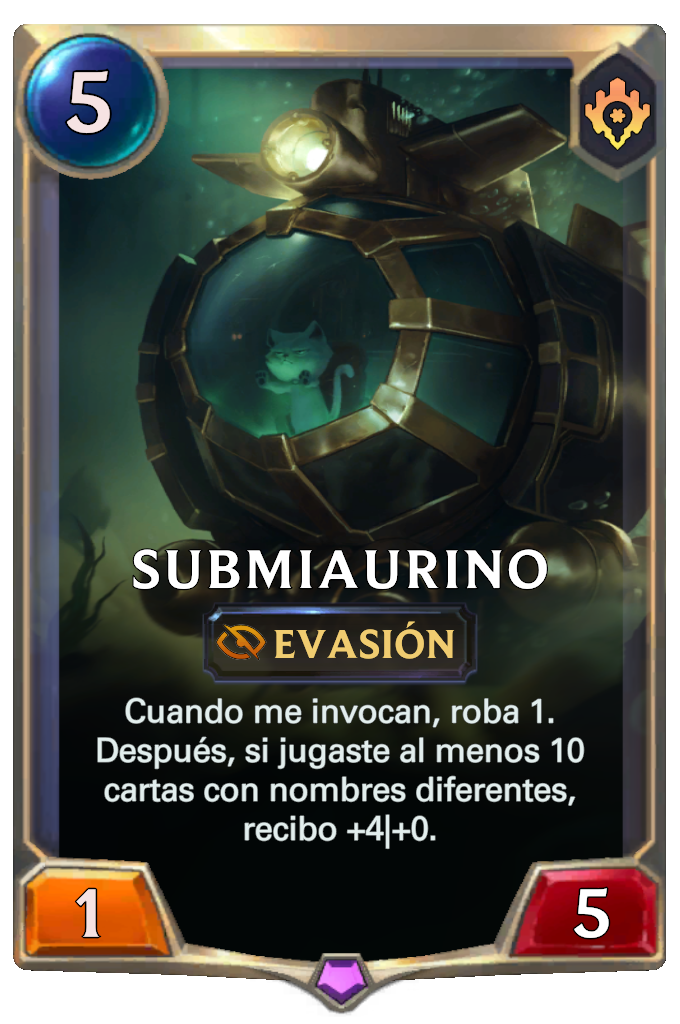 5
SUBMIAURINO
EVASIÓN
Cuando me invocan, roba 1.
Después, si jugaste al menos 10
cartas con nombres diferentes,
recibo +4|+0.
1
5